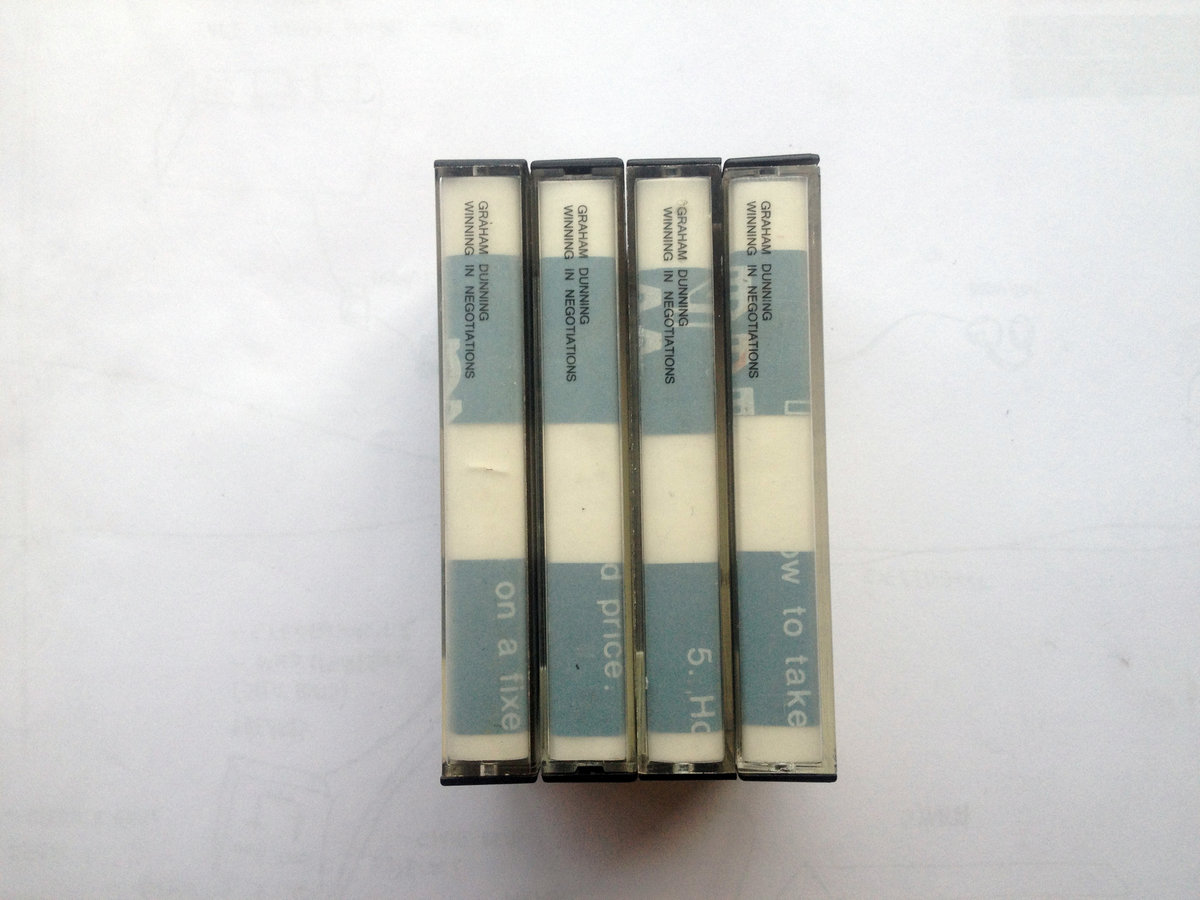 GRAHAM DUNNING
WINNING IN NEGOTIATIONS
on a fixe
GRAHAM DUNNING
WINNING IN NEGOTIATIONS
d price.
GRAHAM DUNNING
WINNING IN NEGOTIATIONS
5. Ho
GRAHAM DUNNING
WINNING IN NEGOTIATIONS
ow to take